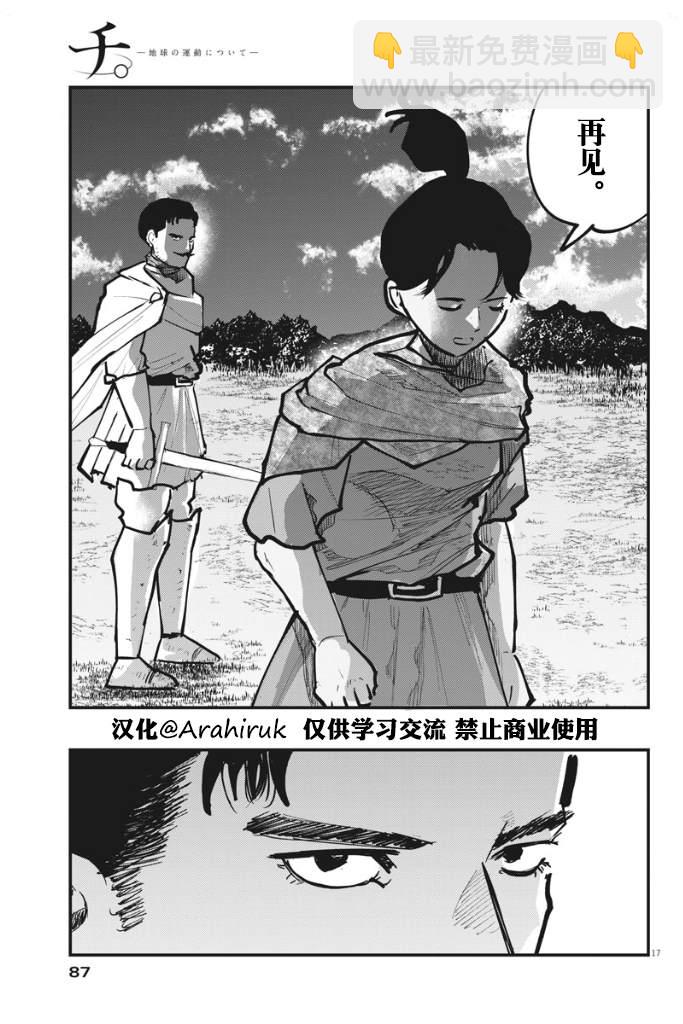 チ。
—地球の運動について—
👇最新免费漫画👇
www.baozimh.com
再见。
汉化@Arahiruk 仅供学习交流 禁止商业使用
17
87